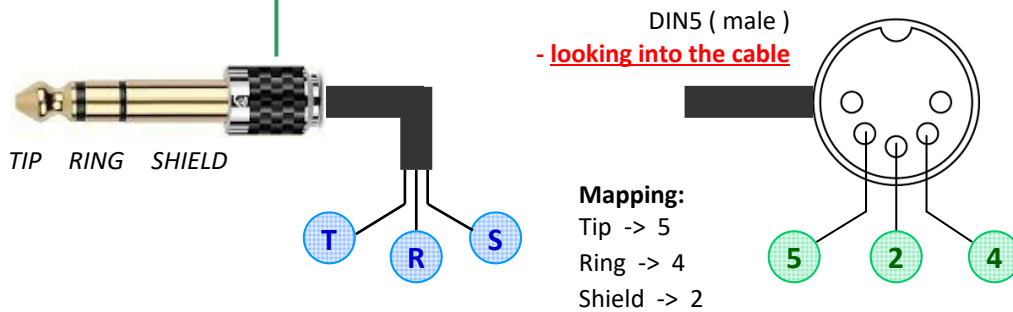 DIN5 ( male )
- looking into the cable
TIP RING SHIELD
T R S
Mapping:
Tip -> 5
Ring -> 4
Shield -> 2
5 2 4